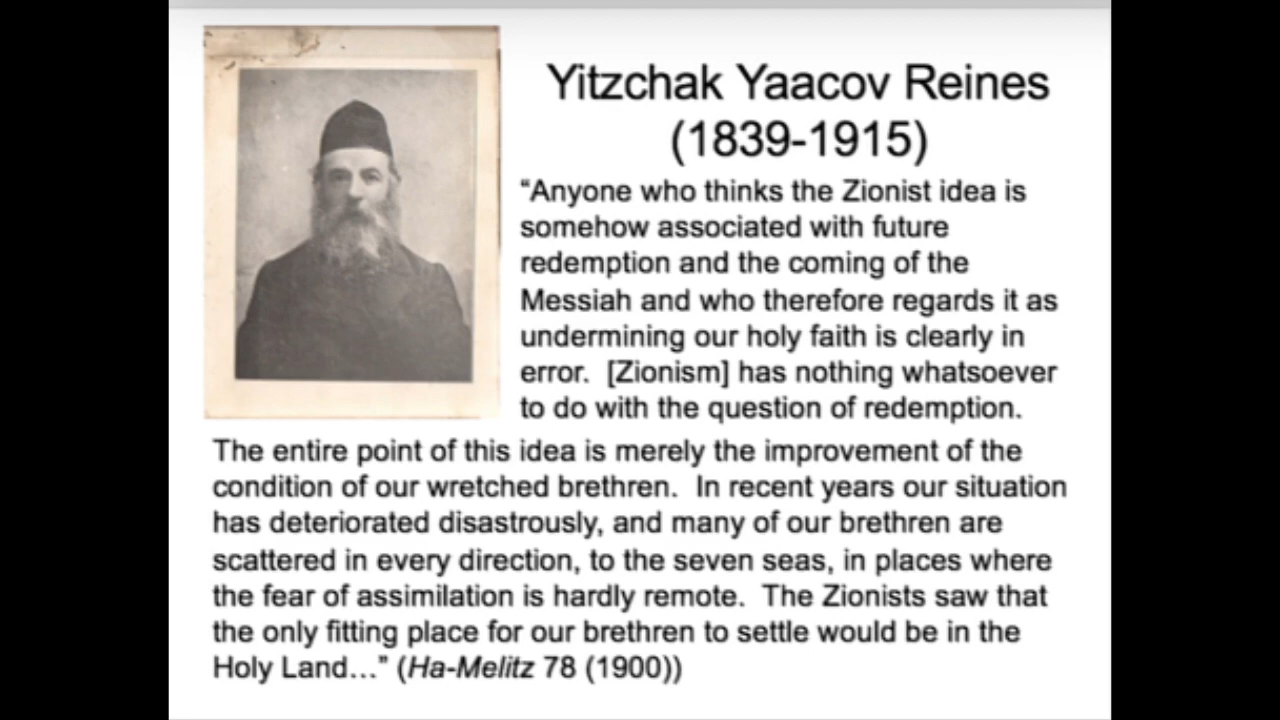 Yitzchak Yaacov Reines
(1839-1915)
“Anyone who thinks the Zionist idea is
somehow associated with future
redemption and the coming of the
Messiah and who therefore regards it as
undermining our holy faith is clearly in
error.  [Zionism] has nothing whatsoever
to do with the question of redemption.
The entire point of this idea is merely the improvement of the
condition of our wretched brethren.  In recent years our situation
has deteriorated disastrously, and many of our brethren are
scattered in every direction, to the seven seas, in places where
the fear of assimilation is hardly remote.  The Zionists saw that
the only fitting place for our brethren to settle would be in the
Holy Land…” (Ha-Melitz 78 (1900))